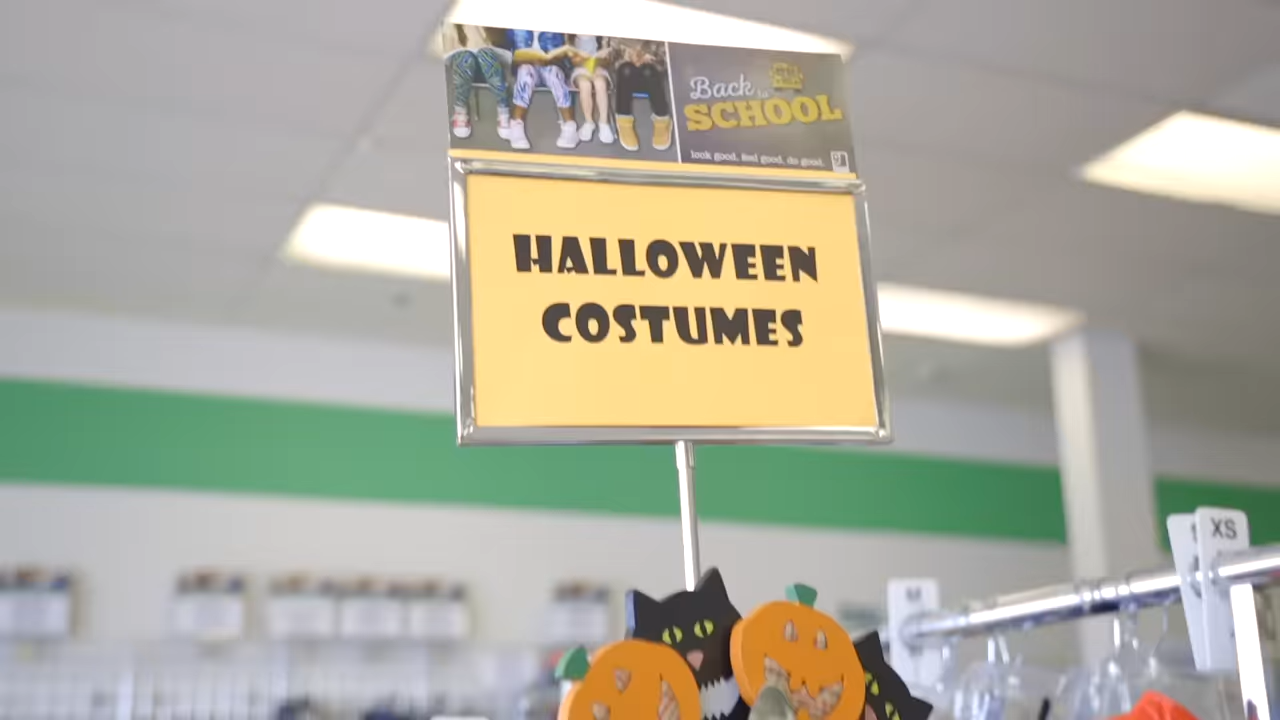 Back to
SCHOOL
look good. feel good. do good.
HALLOWEEN
COSTUMES
XS
M